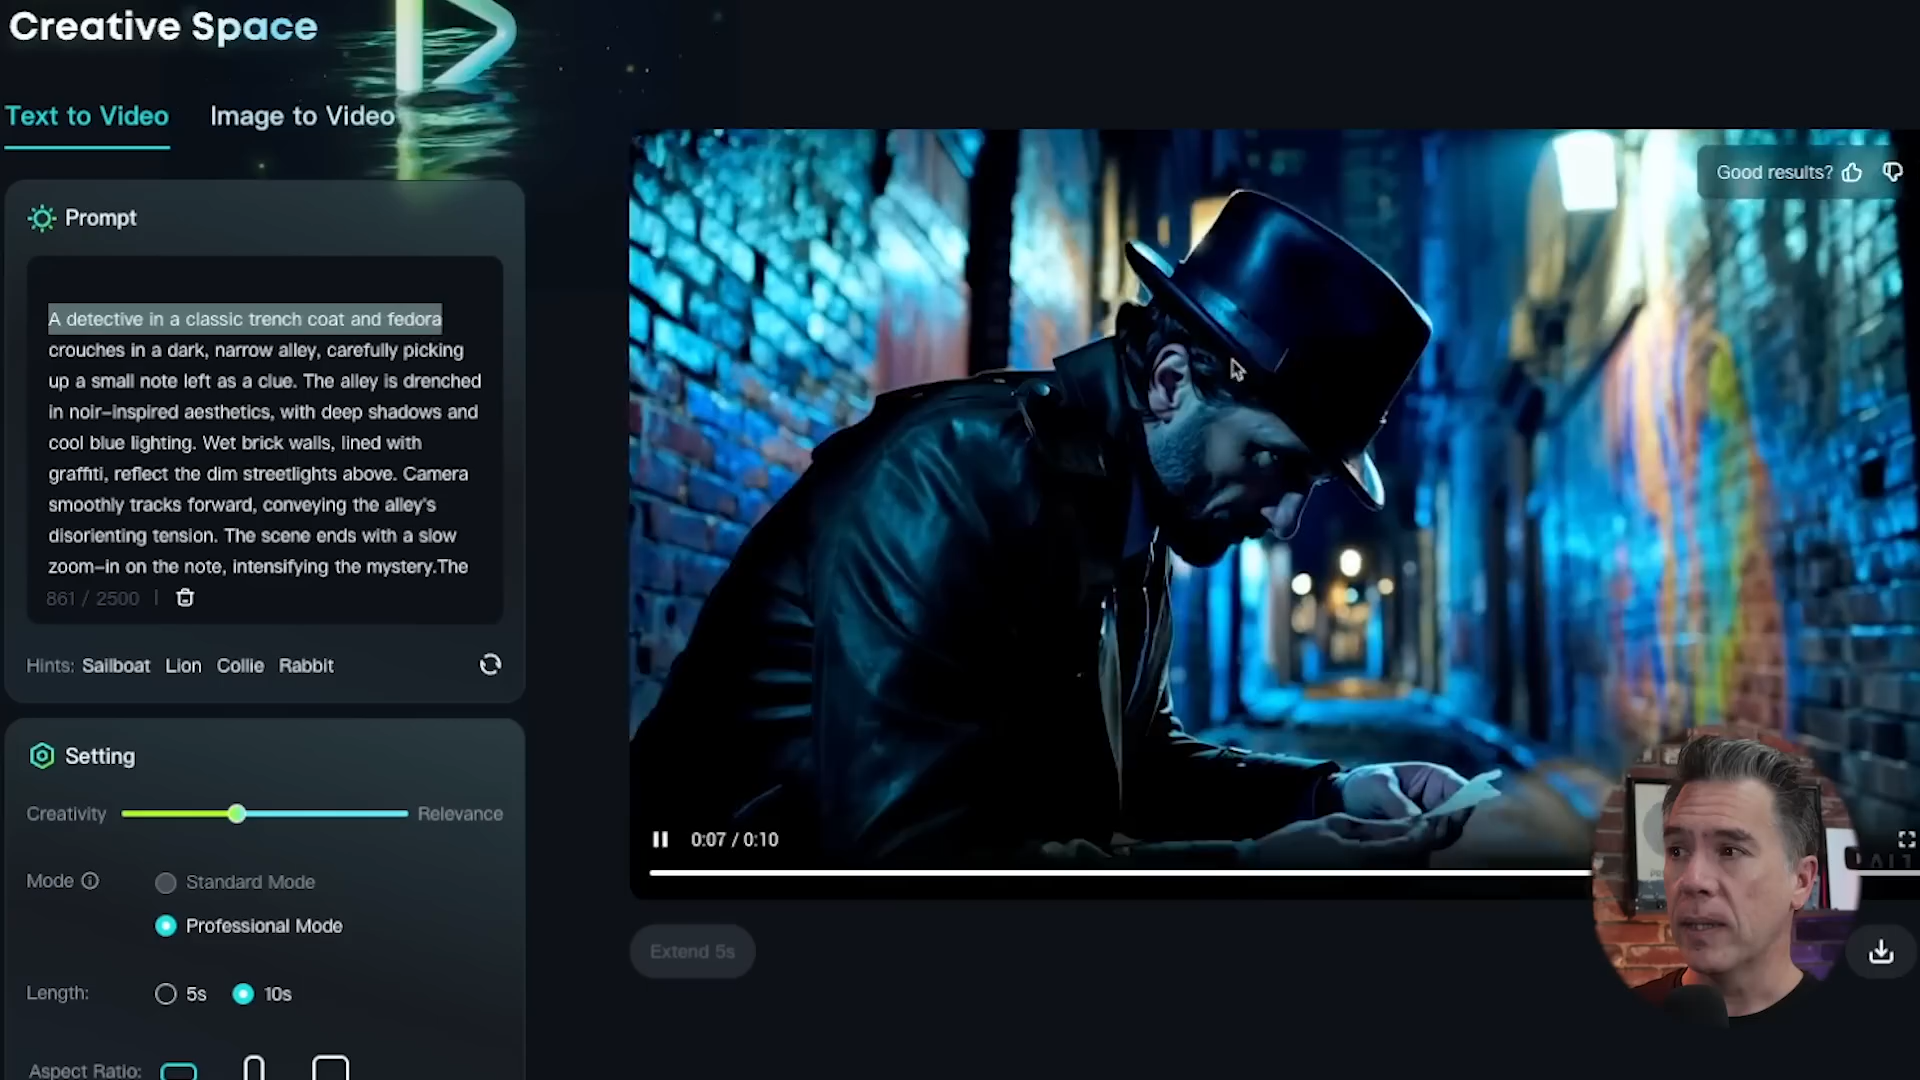 Creative Space
Text to Video
Image to Video
Good results?
Prompt
A detective in a classic trench coat and fedora
crouches in a dark, narrow alley, carefully picking
up a small note left as a clue. The alley is drenched
in noir-inspired aesthetics, with deep shadows and
cool blue lighting. Wet brick walls, lined with
graffiti, reflect the dim streetlights above. Camera
smoothly tracks forward, conveying the alley's
disorienting tension. The scene ends with a slow
zoom-in on the note, intensifying the mystery.The
861 / 2500 |
Hints: Sailboat Lion Collie Rabbit
Setting
Creativity
Relevance
0:07 / 0:10
Mode
Standard Mode
Professional Mode
Extend 5s
Length:
5s
10s
Aspect Ratio: